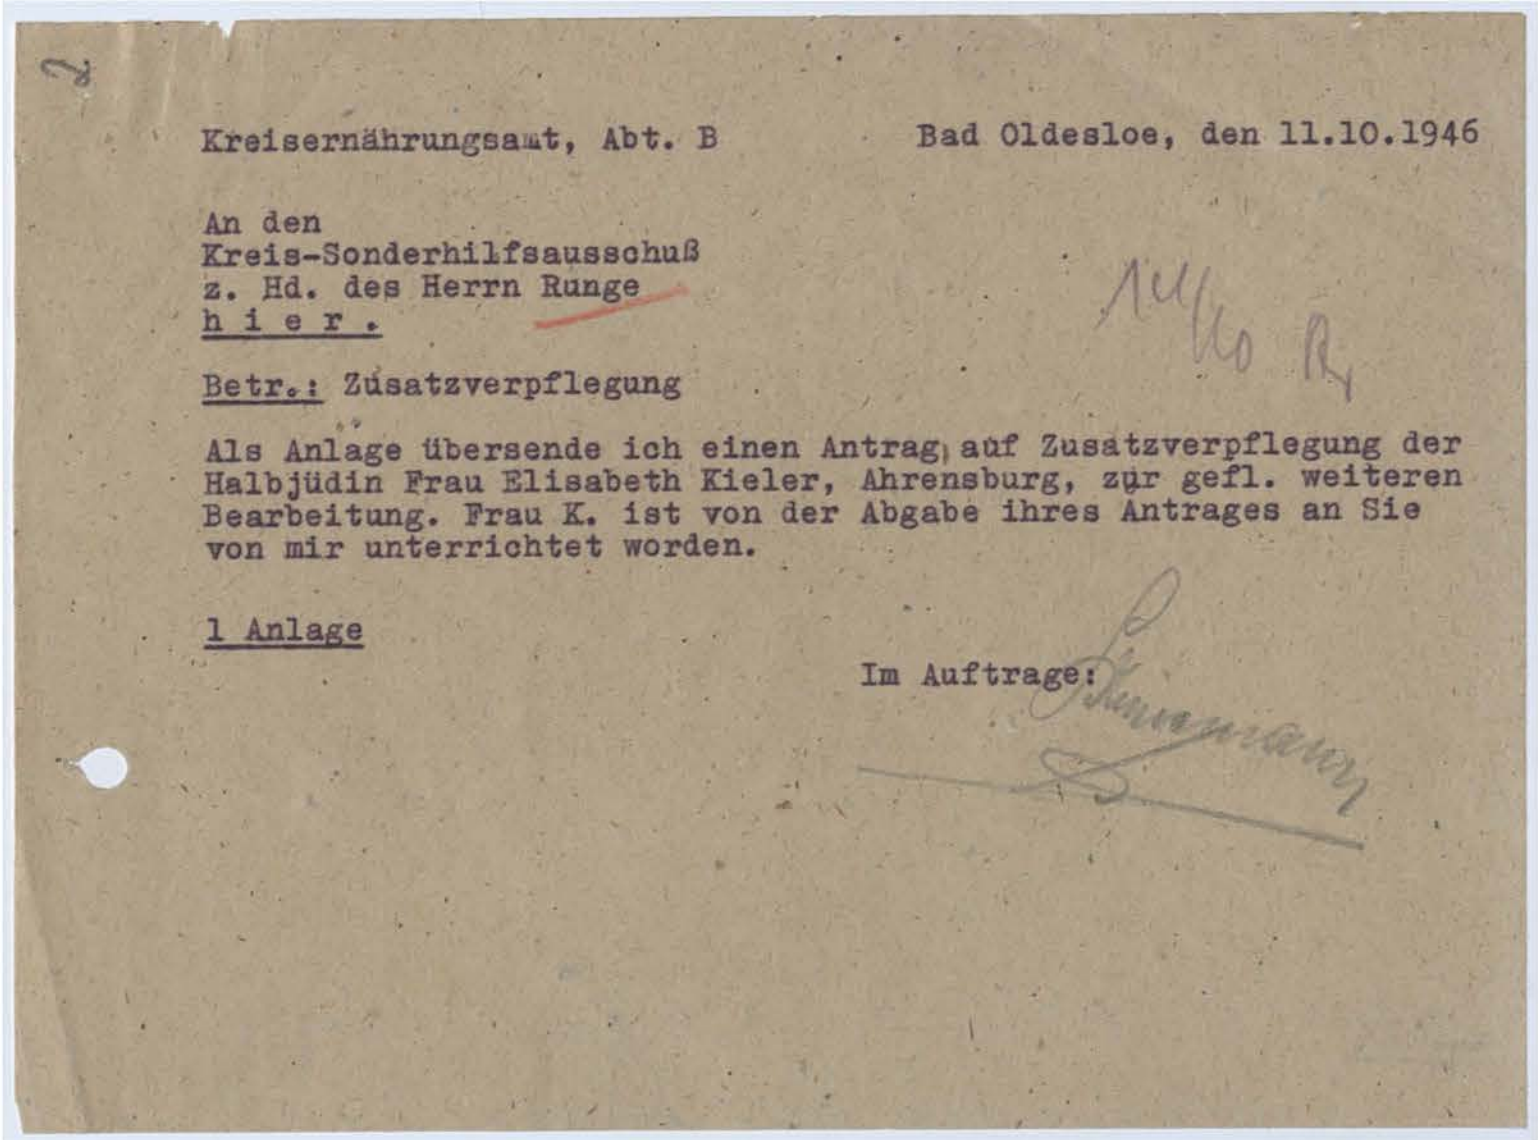 2
Kreisernährungsamt, Abt. B Bad Oldesloe, den 11.10.1946
An den
Kreis-Sonderhilfsausschuß
z. Hd. des Herrn Runge
h i e r .
Betr.: Zusatzverpflegung
Als Anlage übersende ich einen Antrag auf Zusatzverpflegung der
Halbjüdin Frau Elisabeth Kieler, Ahrensburg, zur gefl. weiteren
Bearbeitung. Frau K. ist von der Abgabe ihres Antrages an Sie
von mir unterrichtet worden.
1 Anlage
Im Auftrage: